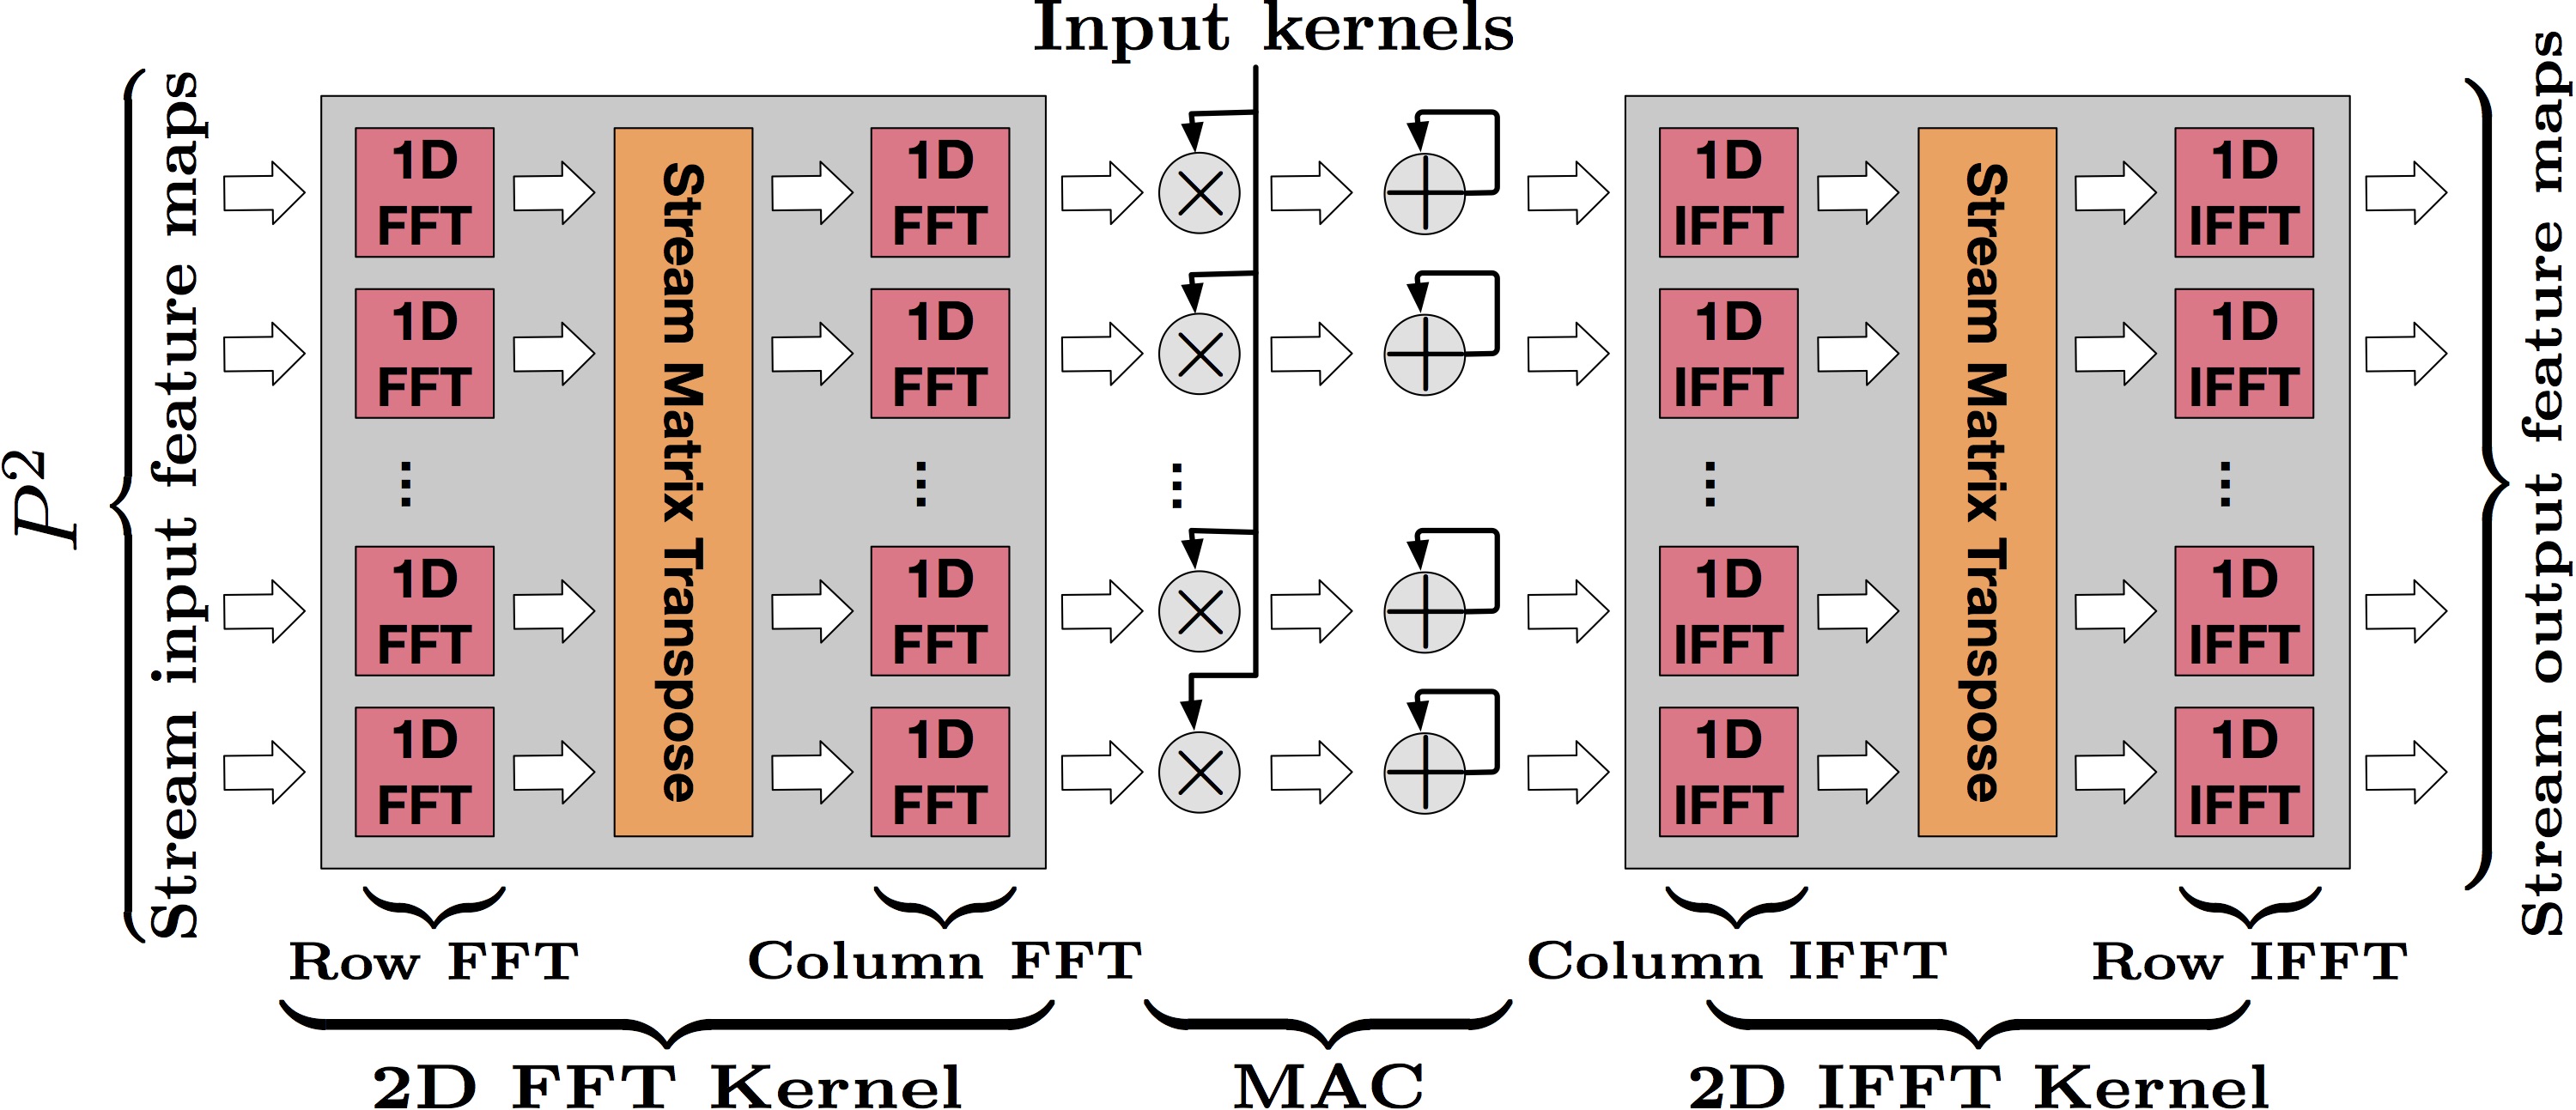 Input kernels
P²
Stream input feature maps
1D
FFT
1D
FFT
⋮
1D
FFT
1D
FFT
Stream Matrix Transpose
1D
FFT
1D
FFT
⋮
1D
FFT
1D
FFT
⋮
1D
IFFT
1D
IFFT
⋮
1D
IFFT
1D
IFFT
Stream Matrix Transpose
1D
IFFT
1D
IFFT
⋮
1D
IFFT
1D
IFFT
Stream output feature maps
Row FFT
Column FFT
Column IFFT
Row IFFT
2D FFT Kernel
MAC
2D IFFT Kernel